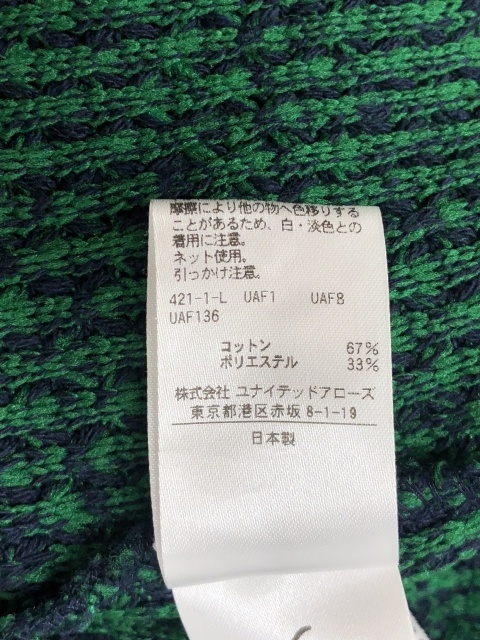 摩擦により他の物へ色移りする
ことがあるため、白・淡色との
着用に注意。
ネット使用。
引っかけ注意。
421-1-L UAF1 UAF8
UAF136
コットン 67%
ポリエステル 33%
株式会社 ユナイテッドアローズ
東京都港区赤坂 8-1-19
日本製